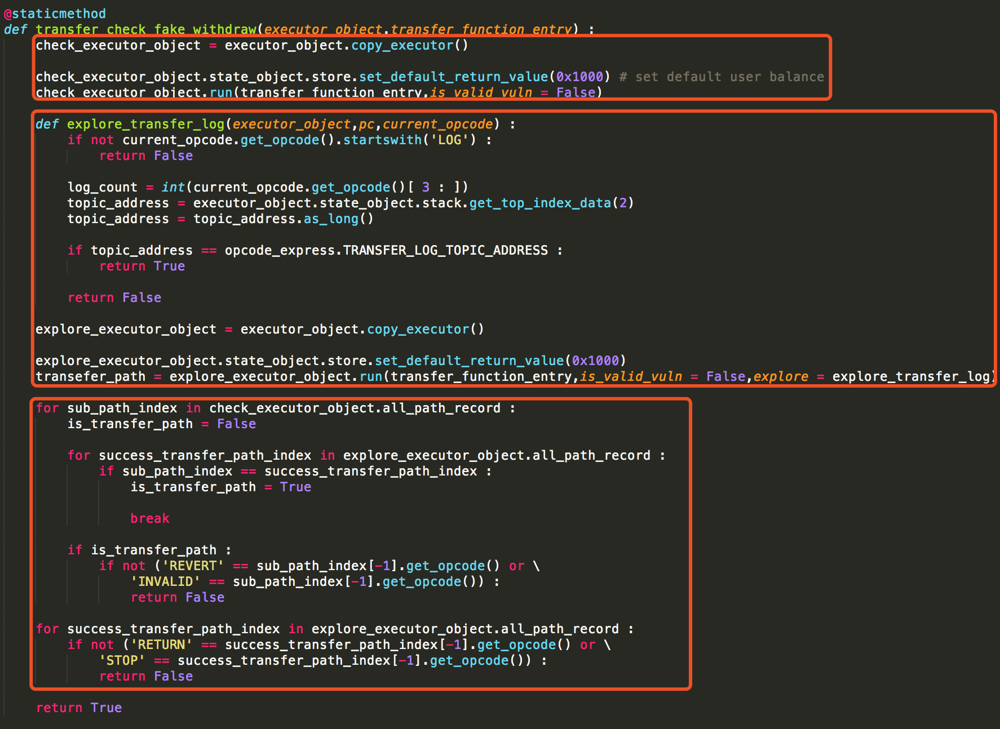 @staticmethod
def transfer_check_fake_withdraw(executor_object,transfer_function_entry) :
check_executor_object = executor_object.copy_executor()
check_executor_object.state_object.store.set_default_return_value(0x1000) # set default user balance
check_executor_object.run(transfer_function_entry,is_valid_vuln = False)
def explore_transfer_log(executor_object,pc,current_opcode) :
if not current_opcode.get_opcode().startswith('LOG') :
return False
log_count = int(current_opcode.get_opcode()[ 3 : ])
topic_address = executor_object.state_object.stack.get_top_index_data(2)
topic_address = topic_address.as_long()
if topic_address == opcode_express.TRANSFER_LOG_TOPIC_ADDRESS :
return True
return False
explore_executor_object = executor_object.copy_executor()
explore_executor_object.state_object.store.set_default_return_value(0x1000)
transefer_path = explore_executor_object.run(transfer_function_entry,is_valid_vuln = False,explore = explore_transfer_log)
for sub_path_index in check_executor_object.all_path_record :
is_transfer_path = False
for success_transfer_path_index in explore_executor_object.all_path_record :
if sub_path_index == success_transfer_path_index :
is_transfer_path = True
break
if is_transfer_path :
if not ('REVERT' == sub_path_index[-1].get_opcode() or \
'INVALID' == sub_path_index[-1].get_opcode()) :
return False
for success_transfer_path_index in explore_executor_object.all_path_record :
if not ('RETURN' == success_transfer_path_index[-1].get_opcode() or \
'STOP' == success_transfer_path_index[-1].get_opcode()) :
return False
return True